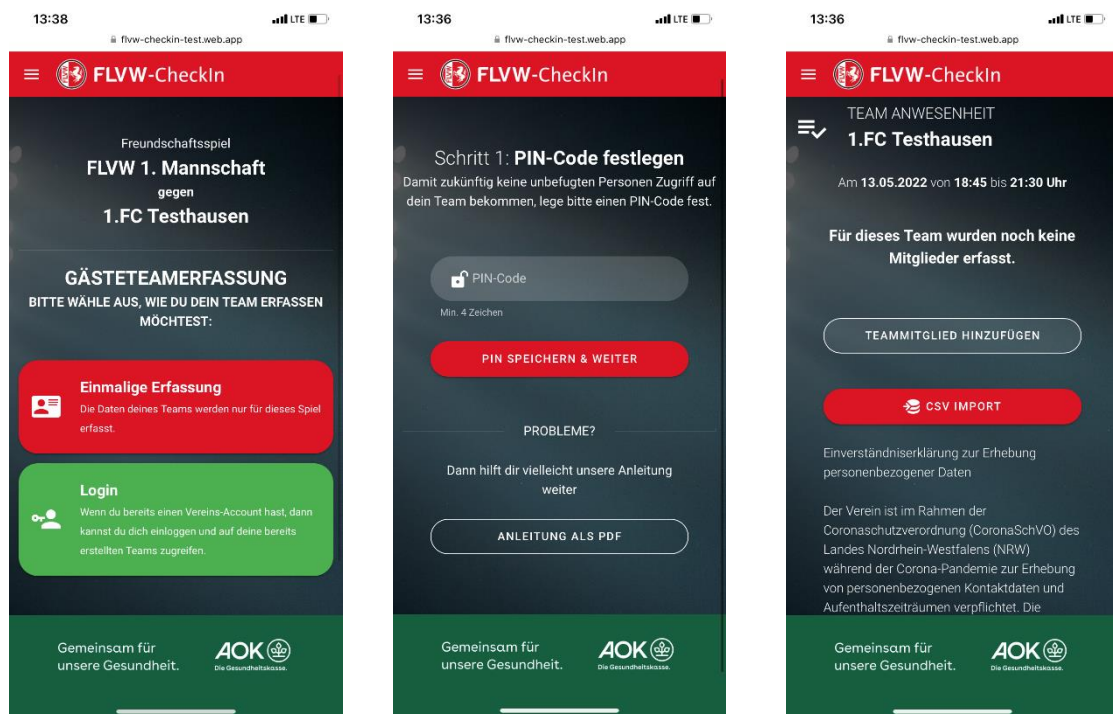 13:38
LTE
flvw-checkin-test.web.app
FLVW-CheckIn
Freundschaftsspiel
FLVW 1. Mannschaft
gegen
1.FC Testhausen
GÄSTETEAMERFASSUNG
BITTE WÄHLE AUS, WIE DU DEIN TEAM ERFASSEN
MÖCHTEST:
Einmalige Erfassung
Die Daten deines Teams werden nur für dieses Spiel
erfasst.
Login
Wenn du bereits einen Vereins-Account hast, dann
kannst du dich einloggen und auf deine bereits
erstellten Teams zugreifen.
Gemeinsam für
unsere Gesundheit.
AOK
Die Gesundheitskasse.
13:36
LTE
flvw-checkin-test.web.app
FLVW-CheckIn
Schritt 1: PIN-Code festlegen
Damit zukünftig keine unbefugten Personen Zugriff auf
dein Team bekommen, lege bitte einen PIN-Code fest.
PIN-Code
Min. 4 Zeichen
PIN SPEICHERN & WEITER
PROBLEME?
Dann hilft dir vielleicht unsere Anleitung
weiter
ANLEITUNG ALS PDF
Gemeinsam für
unsere Gesundheit.
AOK
Die Gesundheitskasse.
13:36
LTE
flvw-checkin-test.web.app
FLVW-CheckIn
TEAM ANWESENHEIT
1.FC Testhausen
Am 13.05.2022 von 18:45 bis 21:30 Uhr
Für dieses Team wurden noch keine
Mitglieder erfasst.
TEAMMITGLIED HINZUFÜGEN
CSV IMPORT
Einverständniserklärung zur Erhebung
personenbezogener Daten
Der Verein ist im Rahmen der
Coronaschutzverordnung (CoronaSchVO) des
Landes Nordrhein-Westfalens (NRW)
während der Corona-Pandemie zur Erhebung
von personenbezogenen Kontaktdaten und
Aufenthaltszeiträumen verpflichtet. Die
Gemeinsam für
unsere Gesundheit.
AOK
Die Gesundheitskasse.